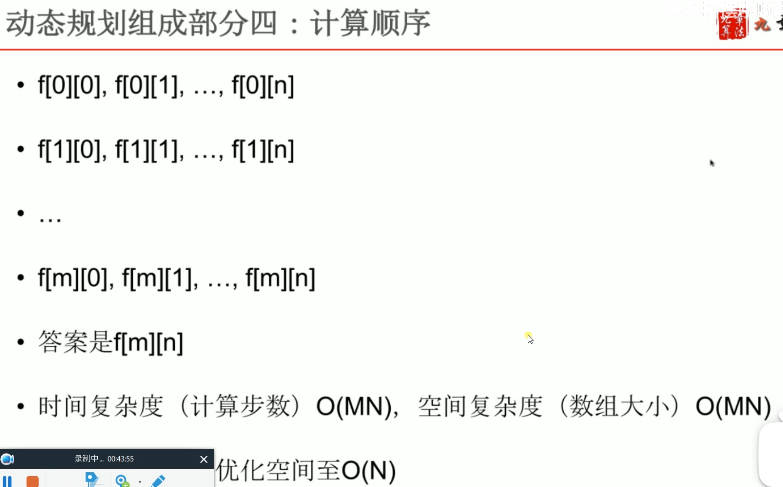 动态规划组成部分四：计算顺序
• f[0][0], f[0][1], …, f[0][n]
• f[1][0], f[1][1], …, f[1][n]
• …
• f[m][0], f[m][1], …, f[m][n]
• 答案是f[m][n]
• 时间复杂度（计算步数）O(MN)，空间复杂度（数组大小）O(MN)
录制中... 00:43:55
优化空间至O(N)